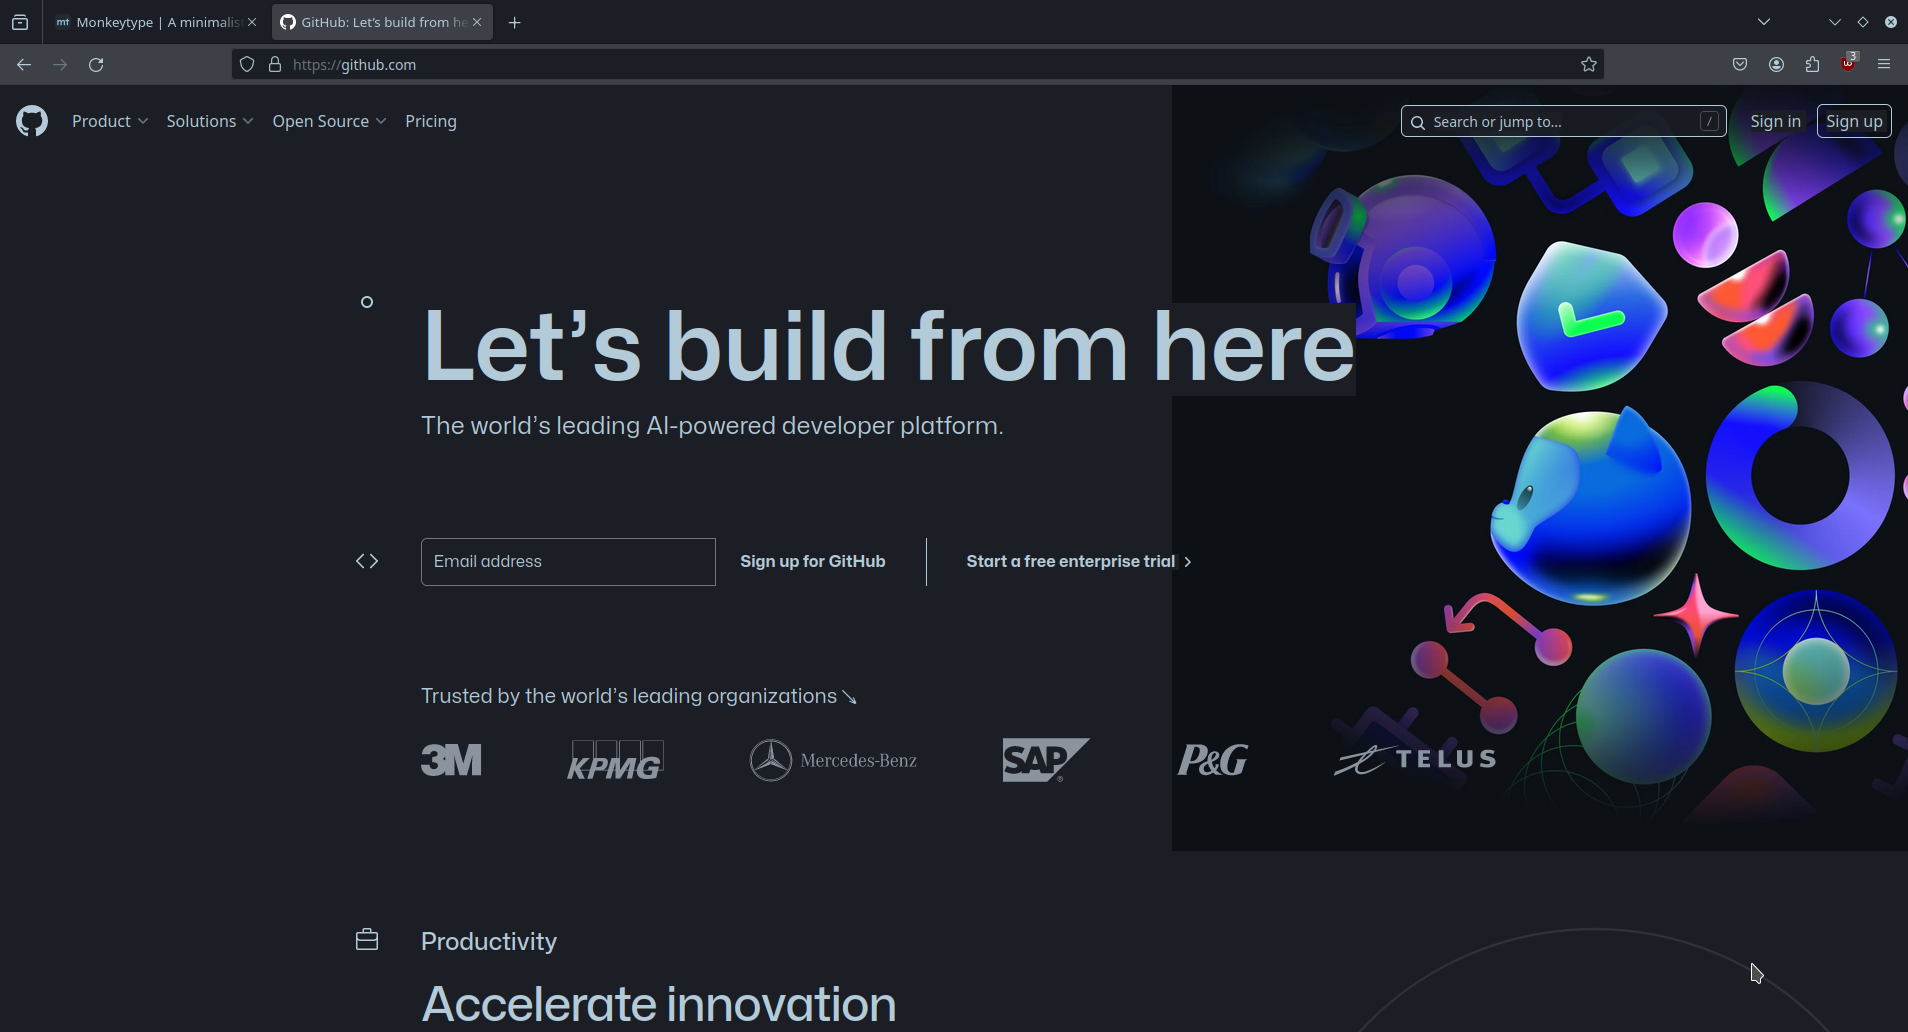 mt Monkeytype | A minimalis
GitHub: Let's build from he
https://github.com
3
Product
Solutions
Open Source
Pricing
Search or jump to...
/
Sign in
Sign up
Let's build from here
The world's leading AI-powered developer platform.
Email address
Sign up for GitHub
Start a free enterprise trial
Trusted by the world's leading organizations
3M
KPMG
Mercedes-Benz
SAP®
P&G
TELUS
Productivity
Accelerate innovation